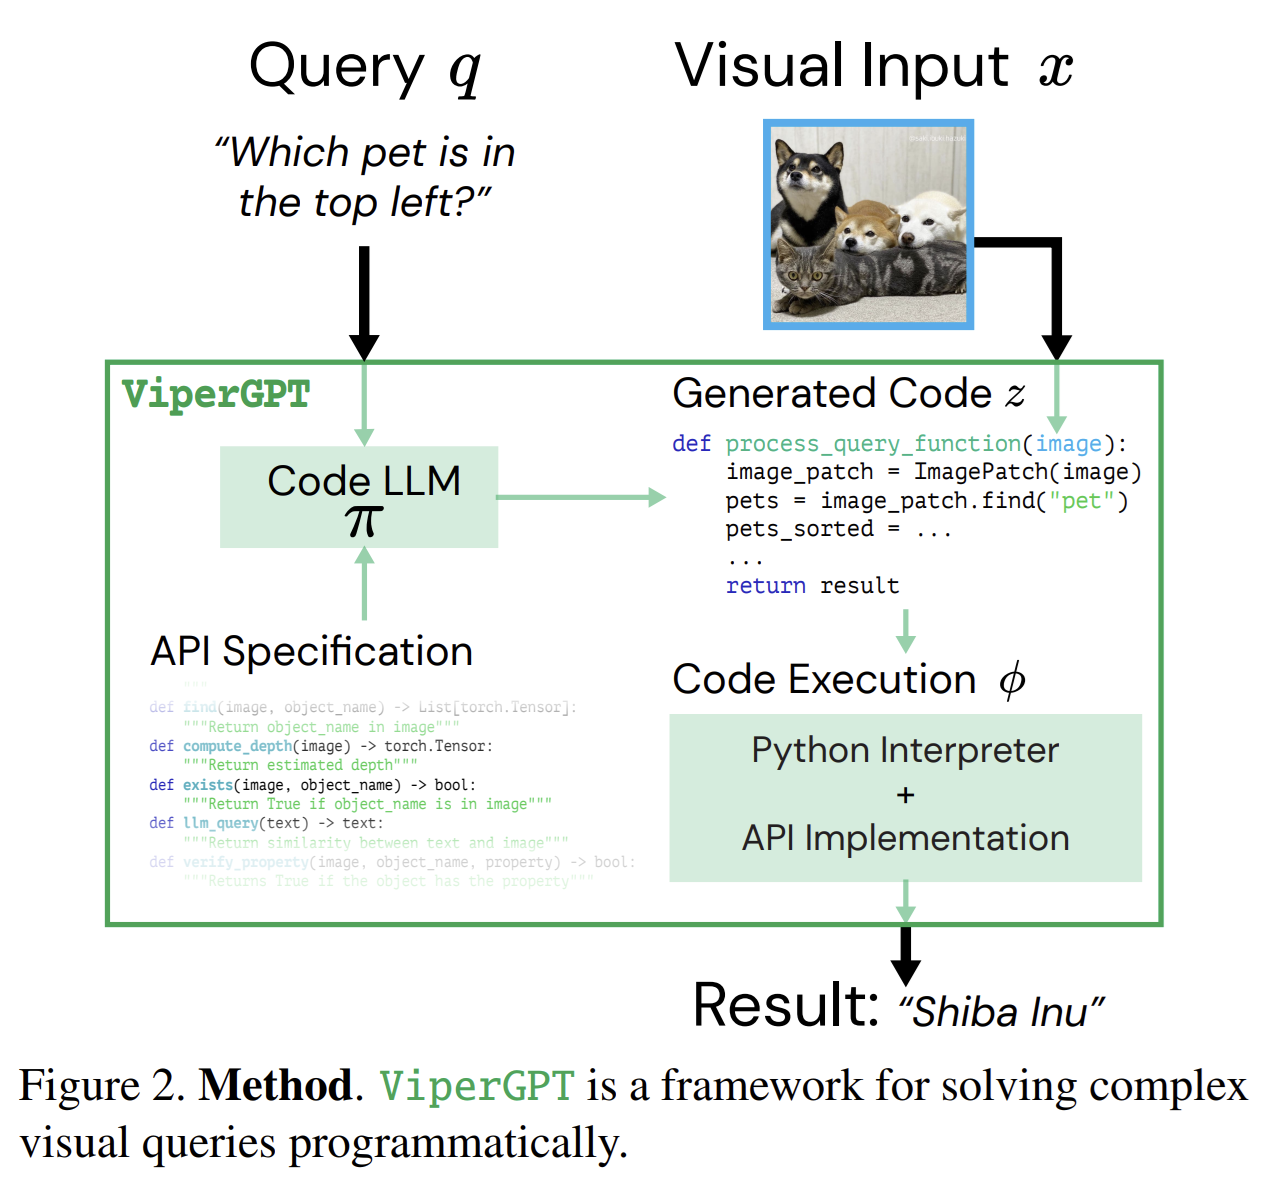 Query q
Visual Input x
“Which pet is in
the top left?”
ViperGPT
Code LLM
π
API Specification
"""
def find(image, object_name) -> List[torch.Tensor]:
"""Return object_name in image"""
def compute_depth(image) -> torch.Tensor:
"""Return estimated depth"""
def exists(image, object_name) -> bool:
"""Return True if object_name is in image"""
def llm_query(text) -> text:
"""Return similarity between text and image"""
def verify_property(image, object_name, property) -> bool:
"""Returns True if the object has the property"""
Generated Code z
def process_query_function(image):
image_patch = ImagePatch(image)
pets = image_patch.find("pet")
pets_sorted = ...
...
return result
Code Execution ϕ
Python Interpreter
+
API Implementation
Result: “Shiba Inu”
Figure 2. Method. ViperGPT is a framework for solving complex
visual queries programmatically.